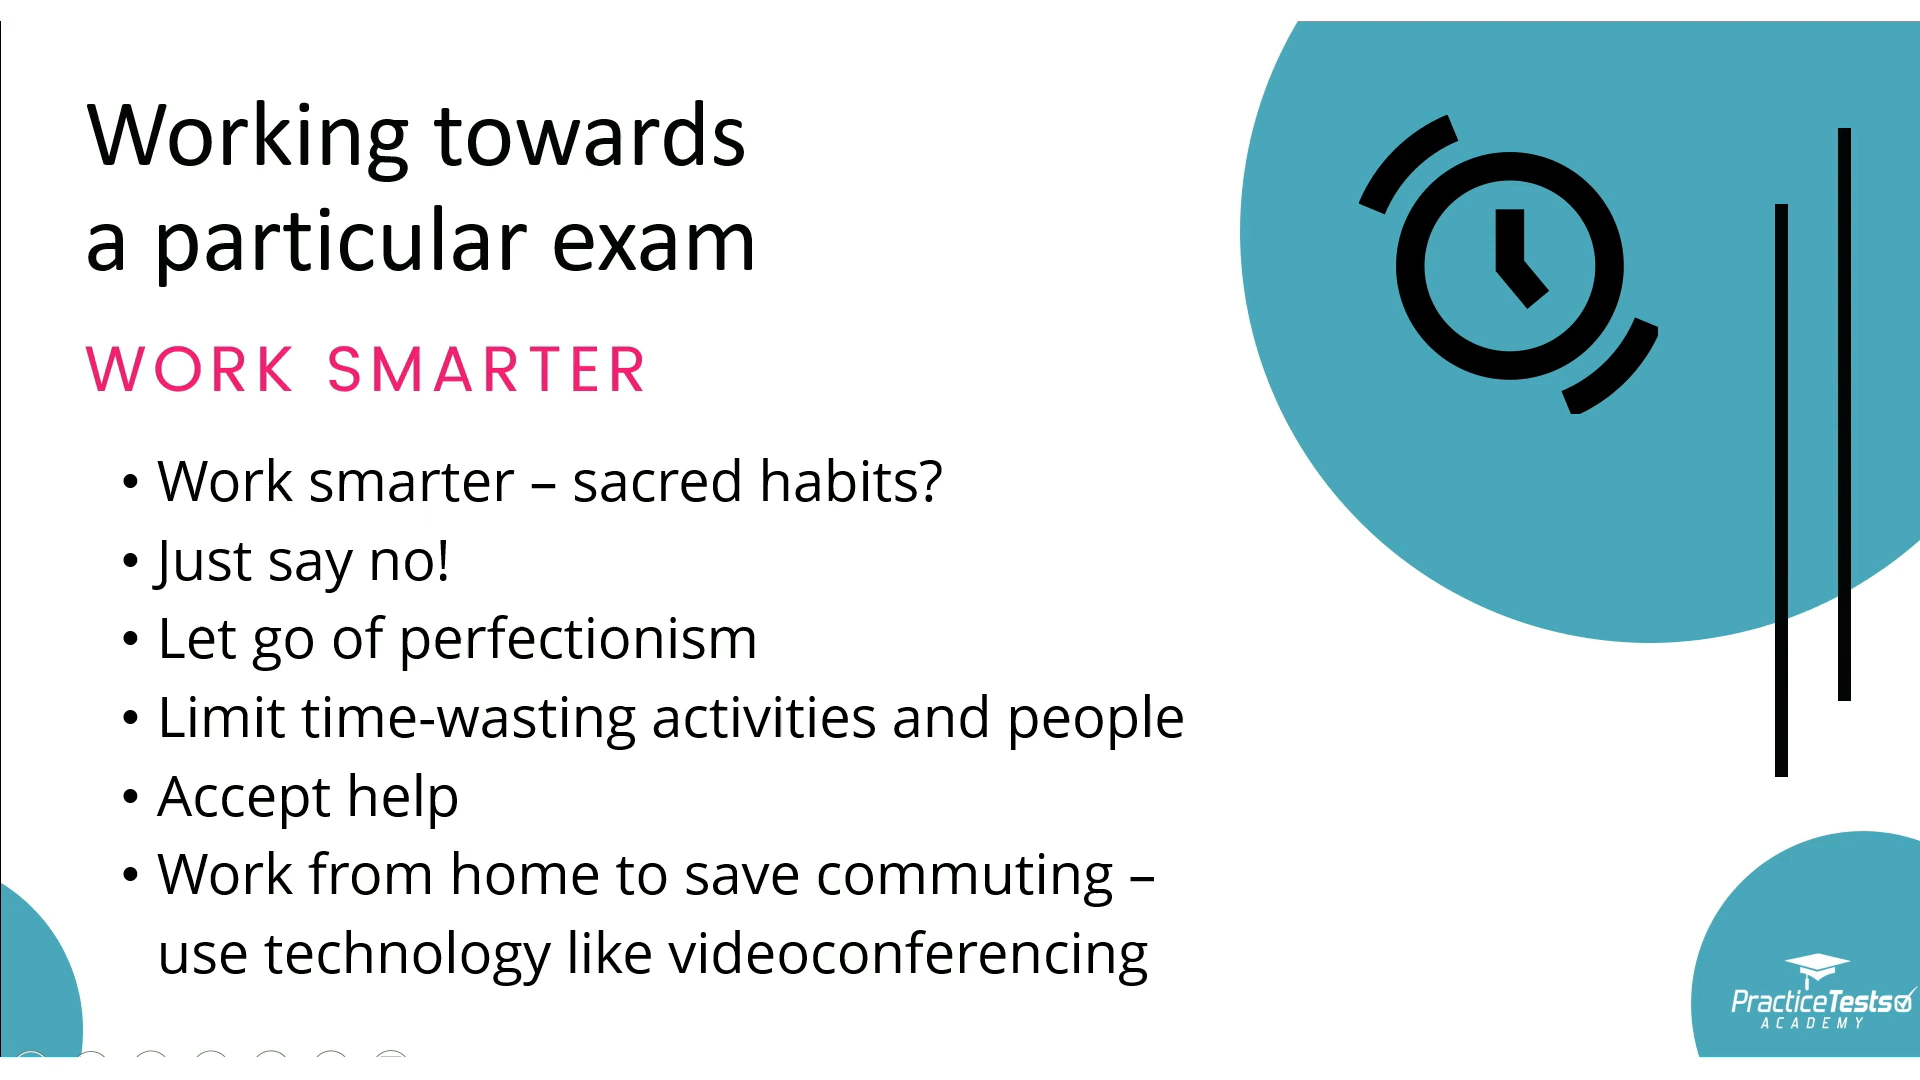 Working towards
a particular exam
WORK SMARTER
• Work smarter – sacred habits?
• Just say no!
• Let go of perfectionism
• Limit time-wasting activities and people
• Accept help
• Work from home to save commuting –
use technology like videoconferencing
PracticeTests
ACADEMY